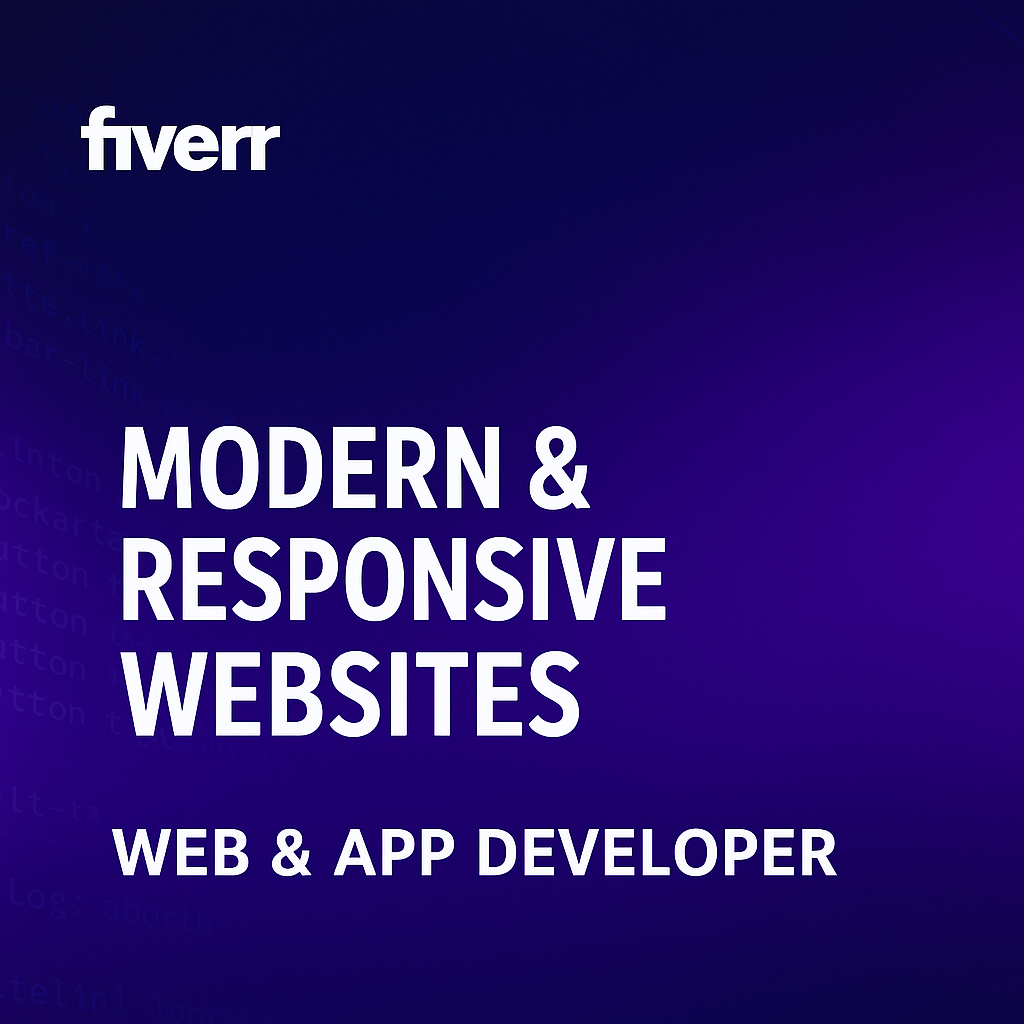 fiverr
MODERN &
RESPONSIVE
WEBSITES
WEB & APP DEVELOPER